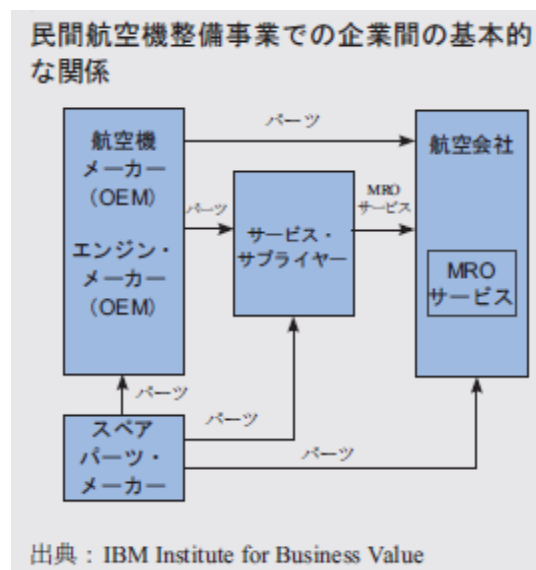 民間航空機整備事業での企業間の基本的
な関係
パーツ
航空機
メーカー
(OEM)
エンジン・
メーカー
(OEM)
パーツ
サービス・
サプライヤー
MRO
サービス
航空会社
MRO
サービス
パーツ
パーツ
パーツ
スペア
パーツ・
メーカー
出典：IBM Institute for Business Value